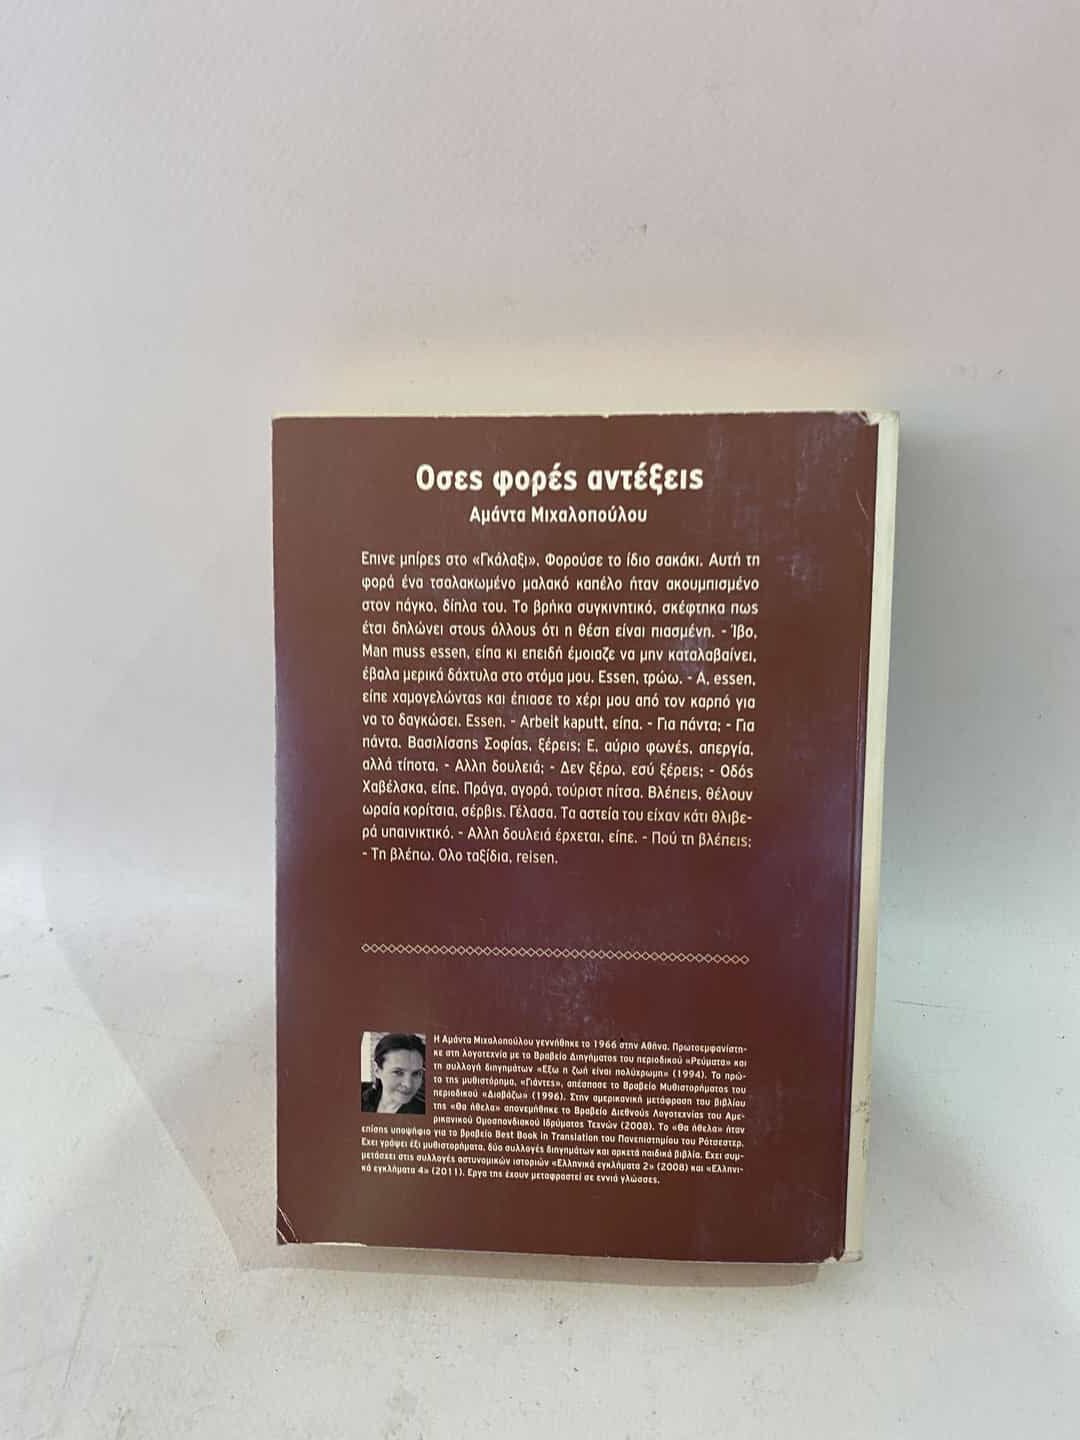 Οσες φορές αντέξεις
Αμάντα Μιχαλοπούλου
Επινε μπίρες στο «Γκάλαξι». Φορούσε το ίδιο σακάκι. Αυτή τη
φορά ένα τσαλακωμένο μαλακό καπέλο ήταν ακουμπισμένο
στον πάγκο, δίπλα του. Το βρήκα συγκινητικό, σκέφτηκα πως
έτσι δηλώνει στους άλλους ότι η θέση είναι πιασμένη. - Ίβο,
Man muss essen, είπα κι επειδή έμοιαζε να μην καταλαβαίνει,
έβαλα μερικά δάχτυλα στο στόμα μου. Essen, τρώω. - Α, essen,
είπε χαμογελώντας και έπιασε το χέρι μου από τον καρπό για
να το δαγκώσει. Essen. - Arbeit kaputt, είπα. - Για πάντα; - Για
πάντα. Βασιλίσσης Σοφίας, ξέρεις; Ε, αύριο φωνές, απεργία,
αλλά τίποτα. - Αλλη δουλειά; - Δεν ξέρω, εσύ ξέρεις; - Οδός
Χαβέλσκα, είπε. Πράγα, αγορά, τούριστ πίτσα. Βλέπεις, θέλουν
ωραία κορίτσια, σέρβις. Γέλασα. Τα αστεία του είχαν κάτι θλιβε-
ρά υπαινικτικό. - Αλλη δουλειά έρχεται, είπε. - Πού τη βλέπεις;
- Τη βλέπω. Ολο ταξίδια, reisen.
Η Αμάντα Μιχαλοπούλου γεννήθηκε το 1966 στην Αθήνα. Πρωτοεμφανίστη-
κε στη λογοτεχνία με το Βραβείο Διηγήματος του περιοδικού «Ρεύματα» και
τη συλλογή διηγημάτων «Εξω η ζωή είναι πολύχρωμη» (1994). Το πρώ-
το της μυθιστόρημα, «Γιάντες», απέσπασε το Βραβείο Μυθιστορήματος του
περιοδικού «Διαβάζω» (1996). Στην αμερικανική μετάφραση του βιβλίου
της «Θα ήθελα» απονεμήθηκε το Βραβείο Διεθνούς Λογοτεχνίας του Αμε-
ρικανικού Ομοσπονδιακού Ιδρύματος Τεχνών (2008). Το «Θα ήθελα» ήταν
επίσης υποψήφιο για το βραβείο Best Book in Translation του Πανεπιστημίου του Ρότσεστερ.
Εχει γράψει έξι μυθιστορήματα, δύο συλλογές διηγημάτων και αρκετά παιδικά βιβλία. Εχει συμ-
μετάσχει στις συλλογές αστυνομικών ιστοριών «Ελληνικά εγκλήματα 2» (2008) και «Ελληνι-
κά εγκλήματα 4» (2011). Εργα της έχουν μεταφραστεί σε εννιά γλώσσες.